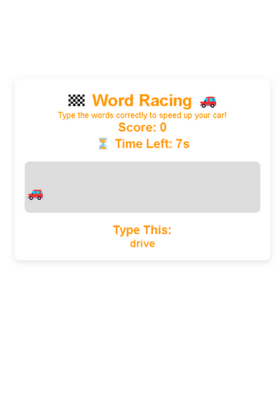 🏁 Word Racing 🚗
Type the words correctly to speed up your car!
Score: 0
⏳ Time Left: 7s
Type This:
drive